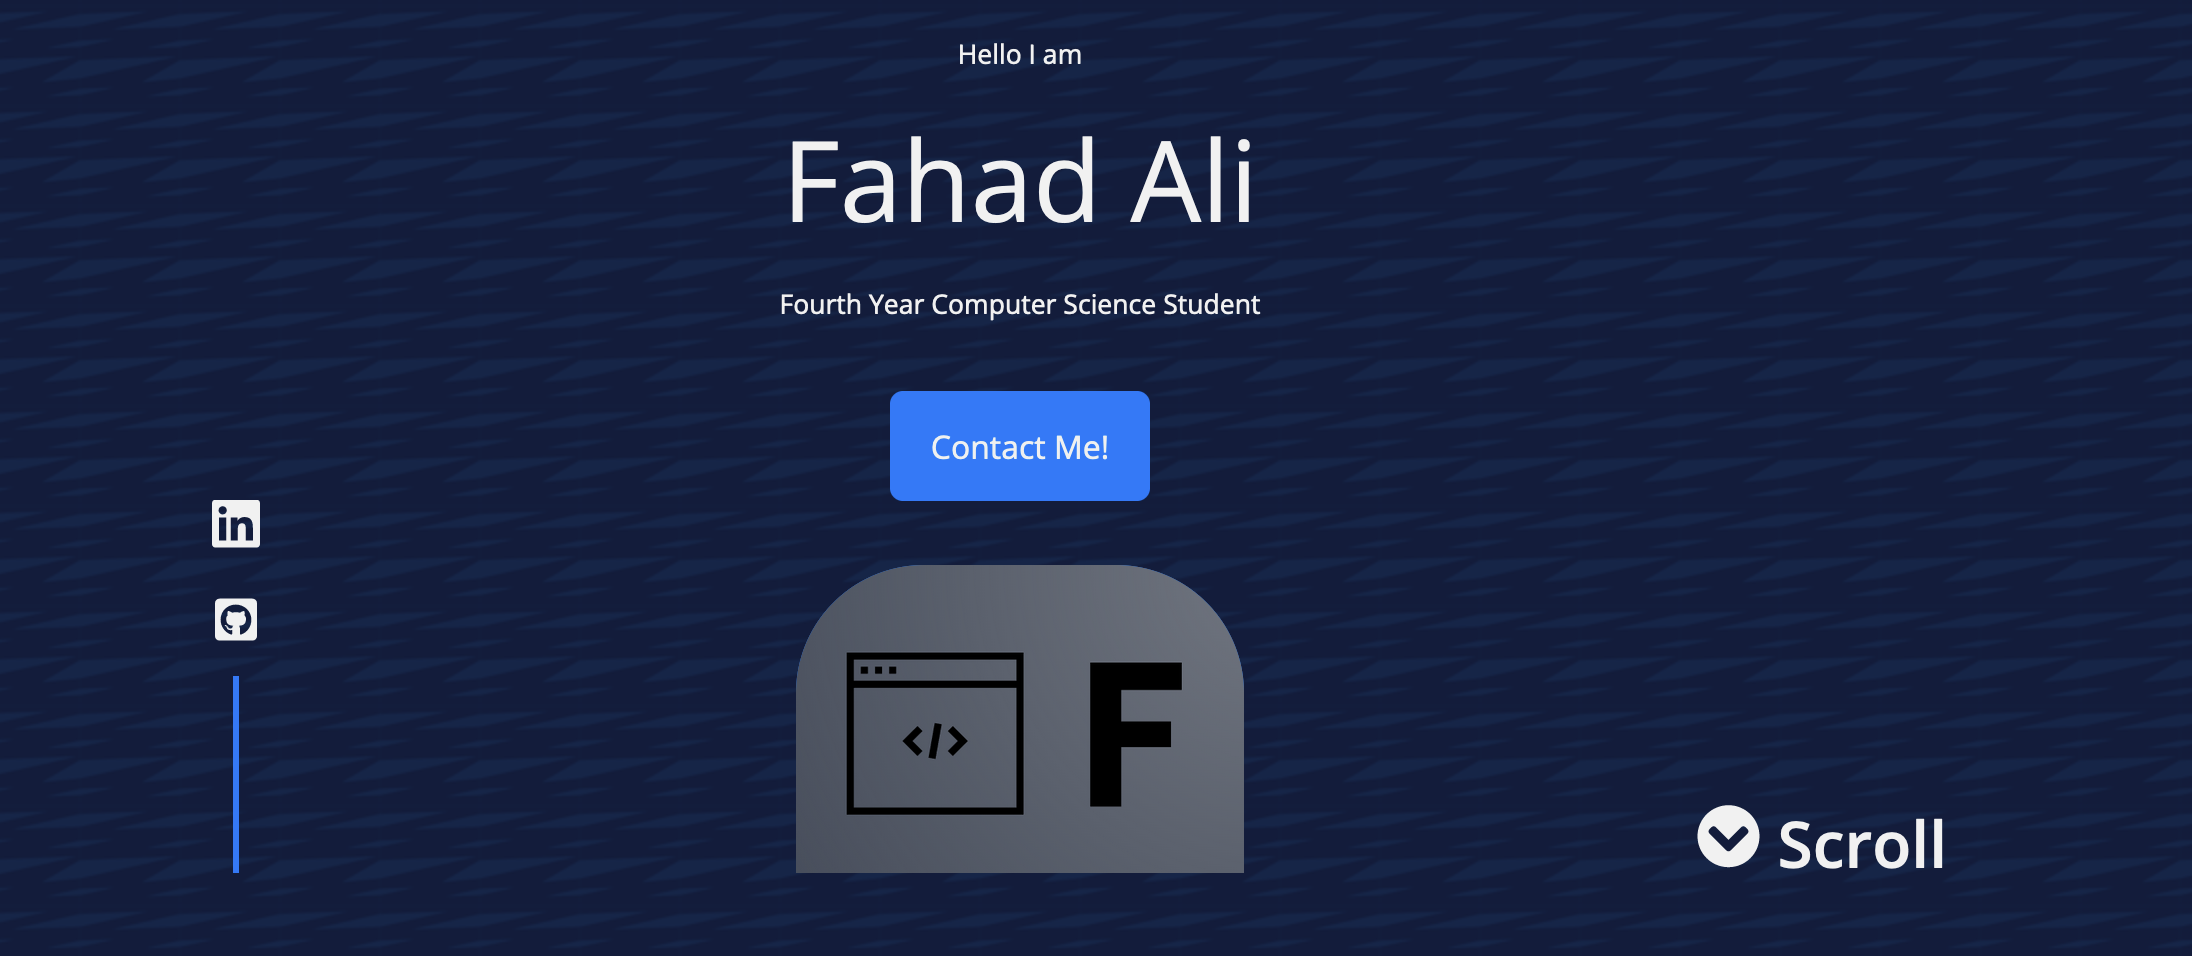 Hello I am
Fahad Ali
Fourth Year Computer Science Student
Contact Me!
in
</>
F
Scroll